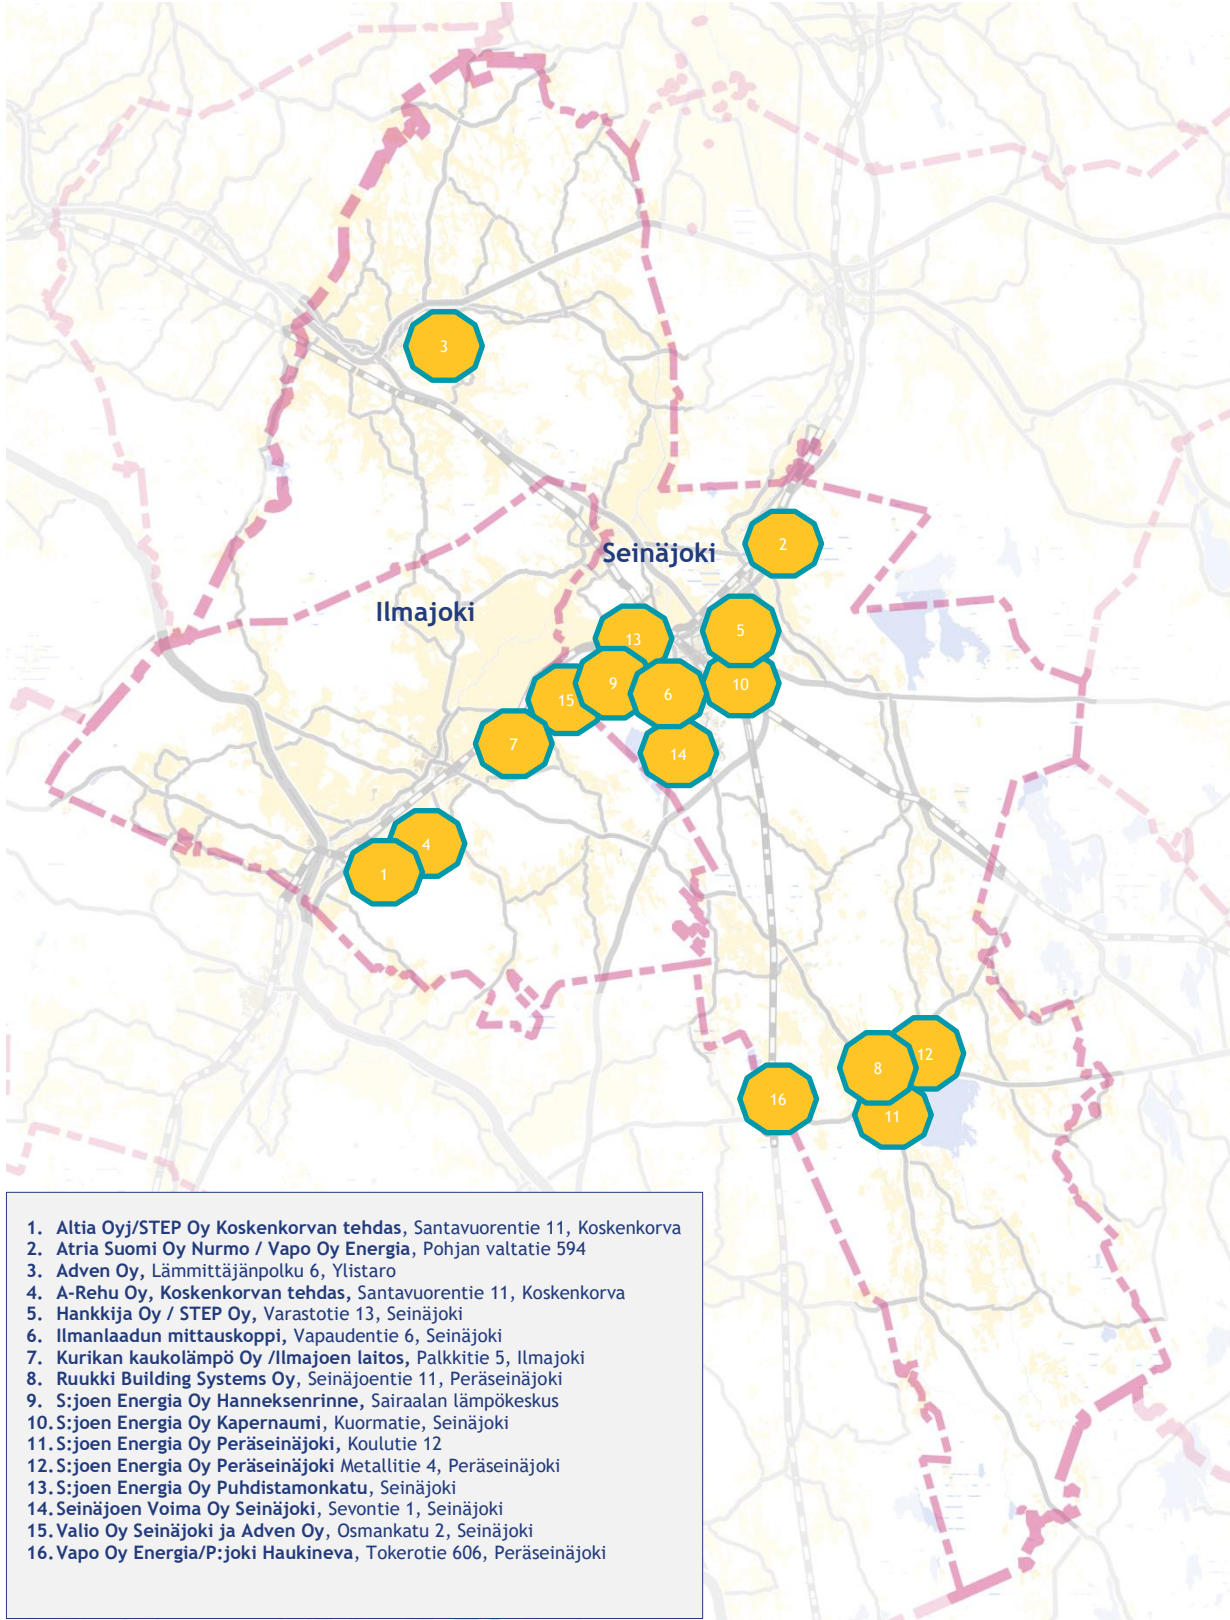 3
2
Seinäjoki
Ilmajoki
5
13
9
6
10
15
7
14
4
1
12
8
16
11
1. Altia Oyj/STEP Oy Koskenkorvan tehdas, Santavuorentie 11, Koskenkorva
2. Atria Suomi Oy Nurmo / Vapo Oy Energia, Pohjan valtatie 594
3. Adven Oy, Lämmittäjänpolku 6, Ylistaro
4. A-Rehu Oy, Koskenkorvan tehdas, Santavuorentie 11, Koskenkorva
5. Hankkija Oy / STEP Oy, Varastotie 13, Seinäjoki
6. Ilmanlaadun mittauskoppi, Vapaudentie 6, Seinäjoki
7. Kurikan kaukolämpö Oy /Ilmajoen laitos, Palkkitie 5, Ilmajoki
8. Ruukki Building Systems Oy, Seinäjoentie 11, Peräseinäjoki
9. S:joen Energia Oy Hanneksenrinne, Sairaalan lämpökeskus
10. S:joen Energia Oy Kapernaumi, Kuormatie, Seinäjoki
11. S:joen Energia Oy Peräseinäjoki, Koulutie 12
12. S:joen Energia Oy Peräseinäjoki Metallitie 4, Peräseinäjoki
13. S:joen Energia Oy Puhdistamonkatu, Seinäjoki
14. Seinäjoen Voima Oy Seinäjoki, Sevontie 1, Seinäjoki
15. Valio Oy Seinäjoki ja Adven Oy, Osmankatu 2, Seinäjoki
16. Vapo Oy Energia/P:joki Haukineva, Tokerotie 606, Peräseinäjoki